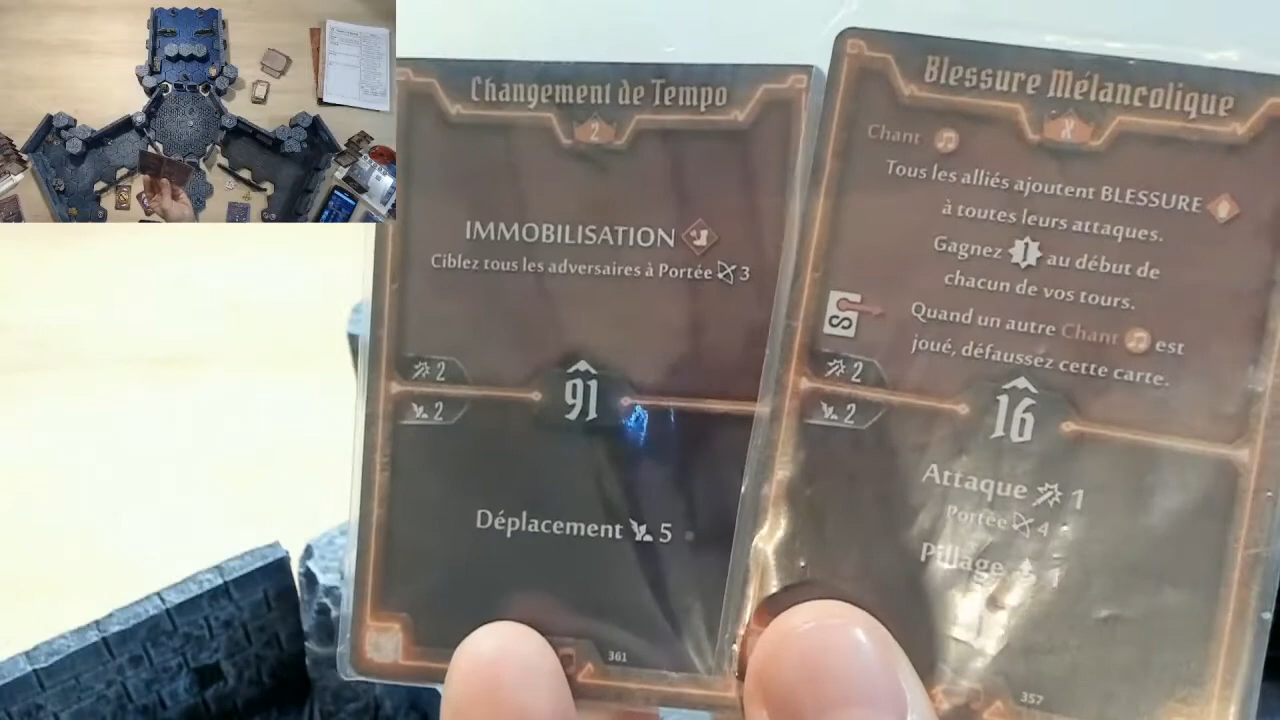 Changement de Tempo
2
IMMOBILISATION
Ciblez tous les adversaires à Portée 3
2
91
2
Déplacement 5
361
Blessure Mélancolique
X
Chant
Tous les alliés ajoutent BLESSURE
à toutes leurs attaques.
Gagnez 1 au début de
chacun de vos tours.
Quand un autre Chant est
joué, défaussez cette carte.
2
16
2
Attaque 1
Portée 4
Pillage 1
357